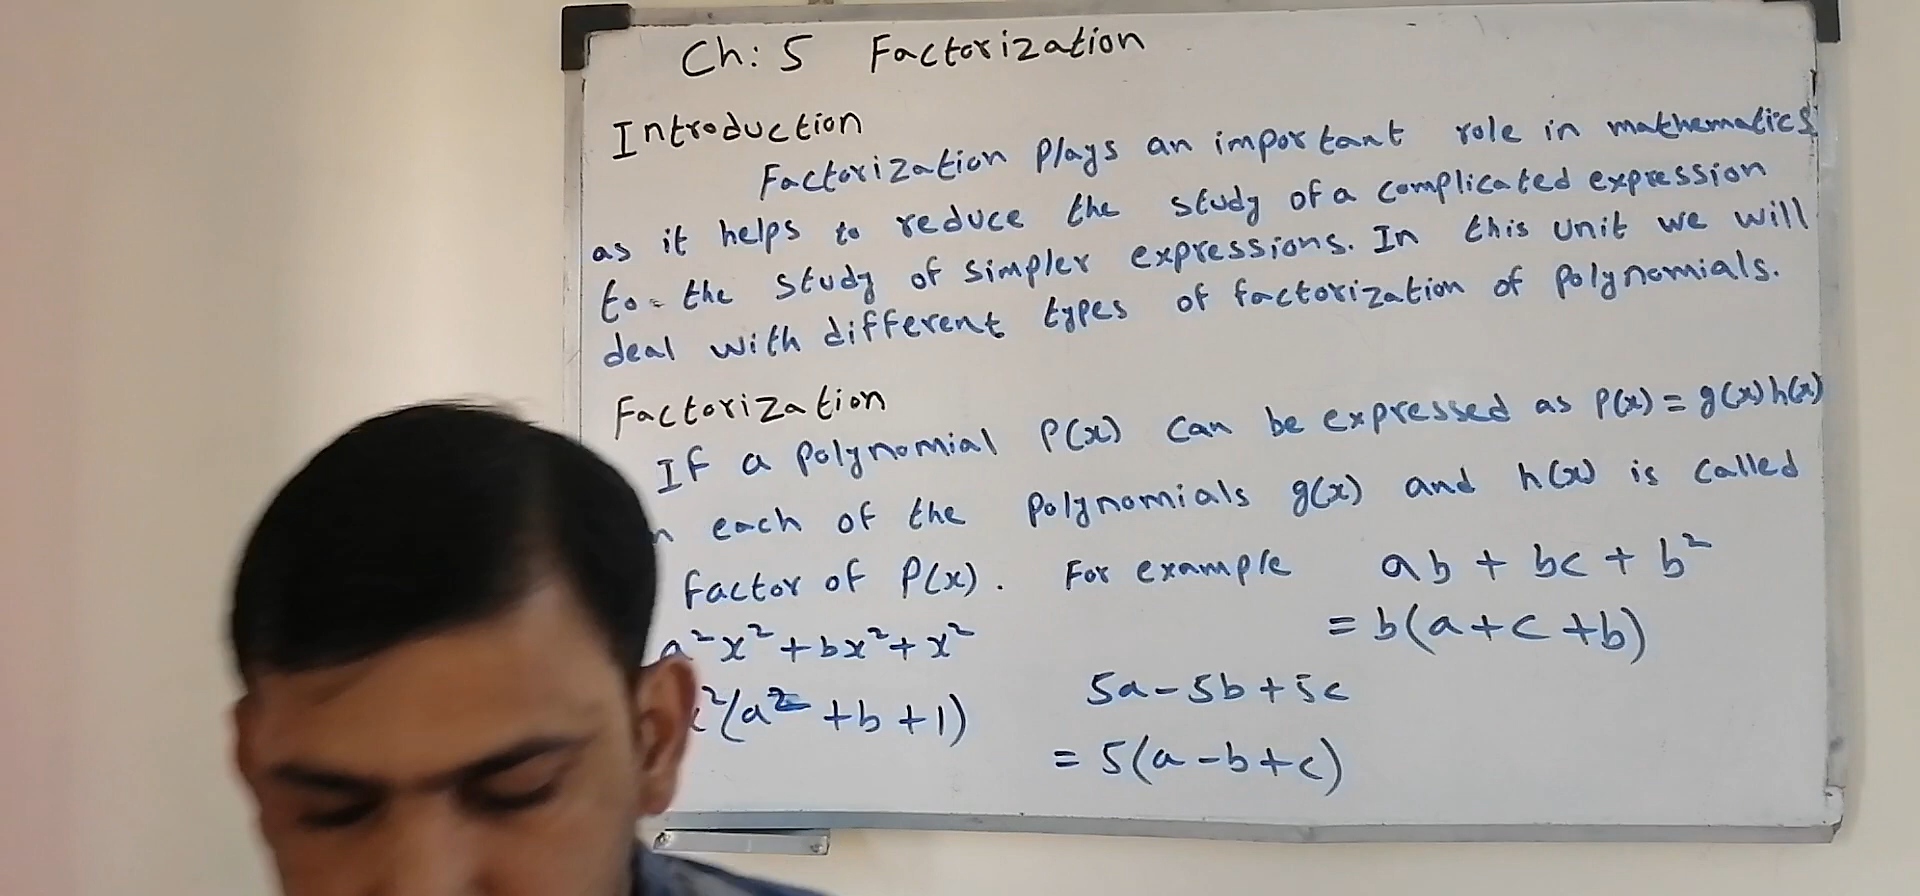 Ch: 5 Factorization
Introduction
Factorization plays an important role in mathematics
as it helps to reduce the study of a complicated expression
to the study of simpler expressions. In this unit we will
deal with different types of factorization of polynomials.
Factorization
If a polynomial P(x) can be expressed as P(x) = g(x) h(x)
each of the polynomials g(x) and h(x) is called
factor of P(x). For example ab + bc + b²
= b(a + c + b)
a²x² + bx² + x²
5a - 5b + 5c
²(a² + b + 1)
= 5(a - b + c)